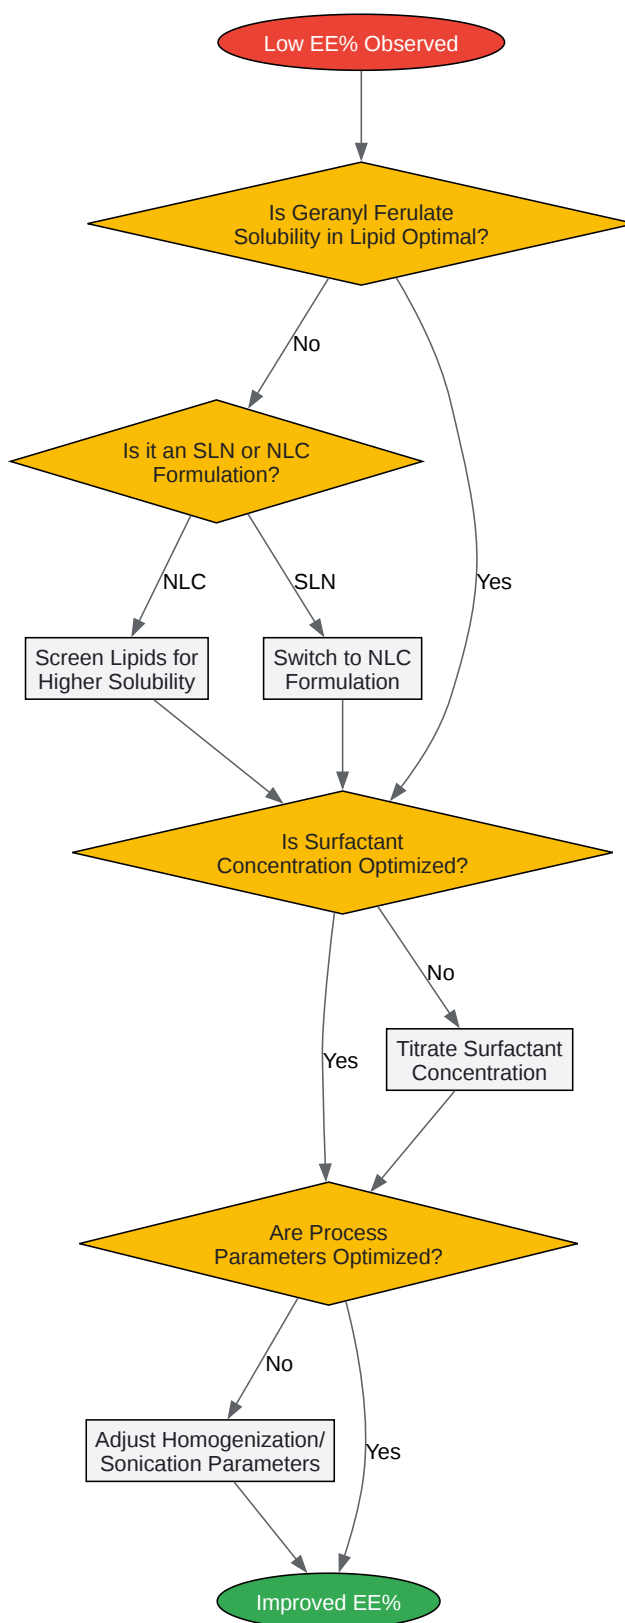 Low EE% Observed
Is Geranyl Ferulate
Solubility in Lipid Optimal?
No
Is it an SLN or NLC
Formulation?
Yes
NLC
SLN
Screen Lipids for
Higher Solubility
Switch to NLC
Formulation
Is Surfactant
Concentration Optimized?
No
Yes
Titrate Surfactant
Concentration
Are Process
Parameters Optimized?
No
Adjust Homogenization/
Sonication Parameters
Yes
Improved EE%